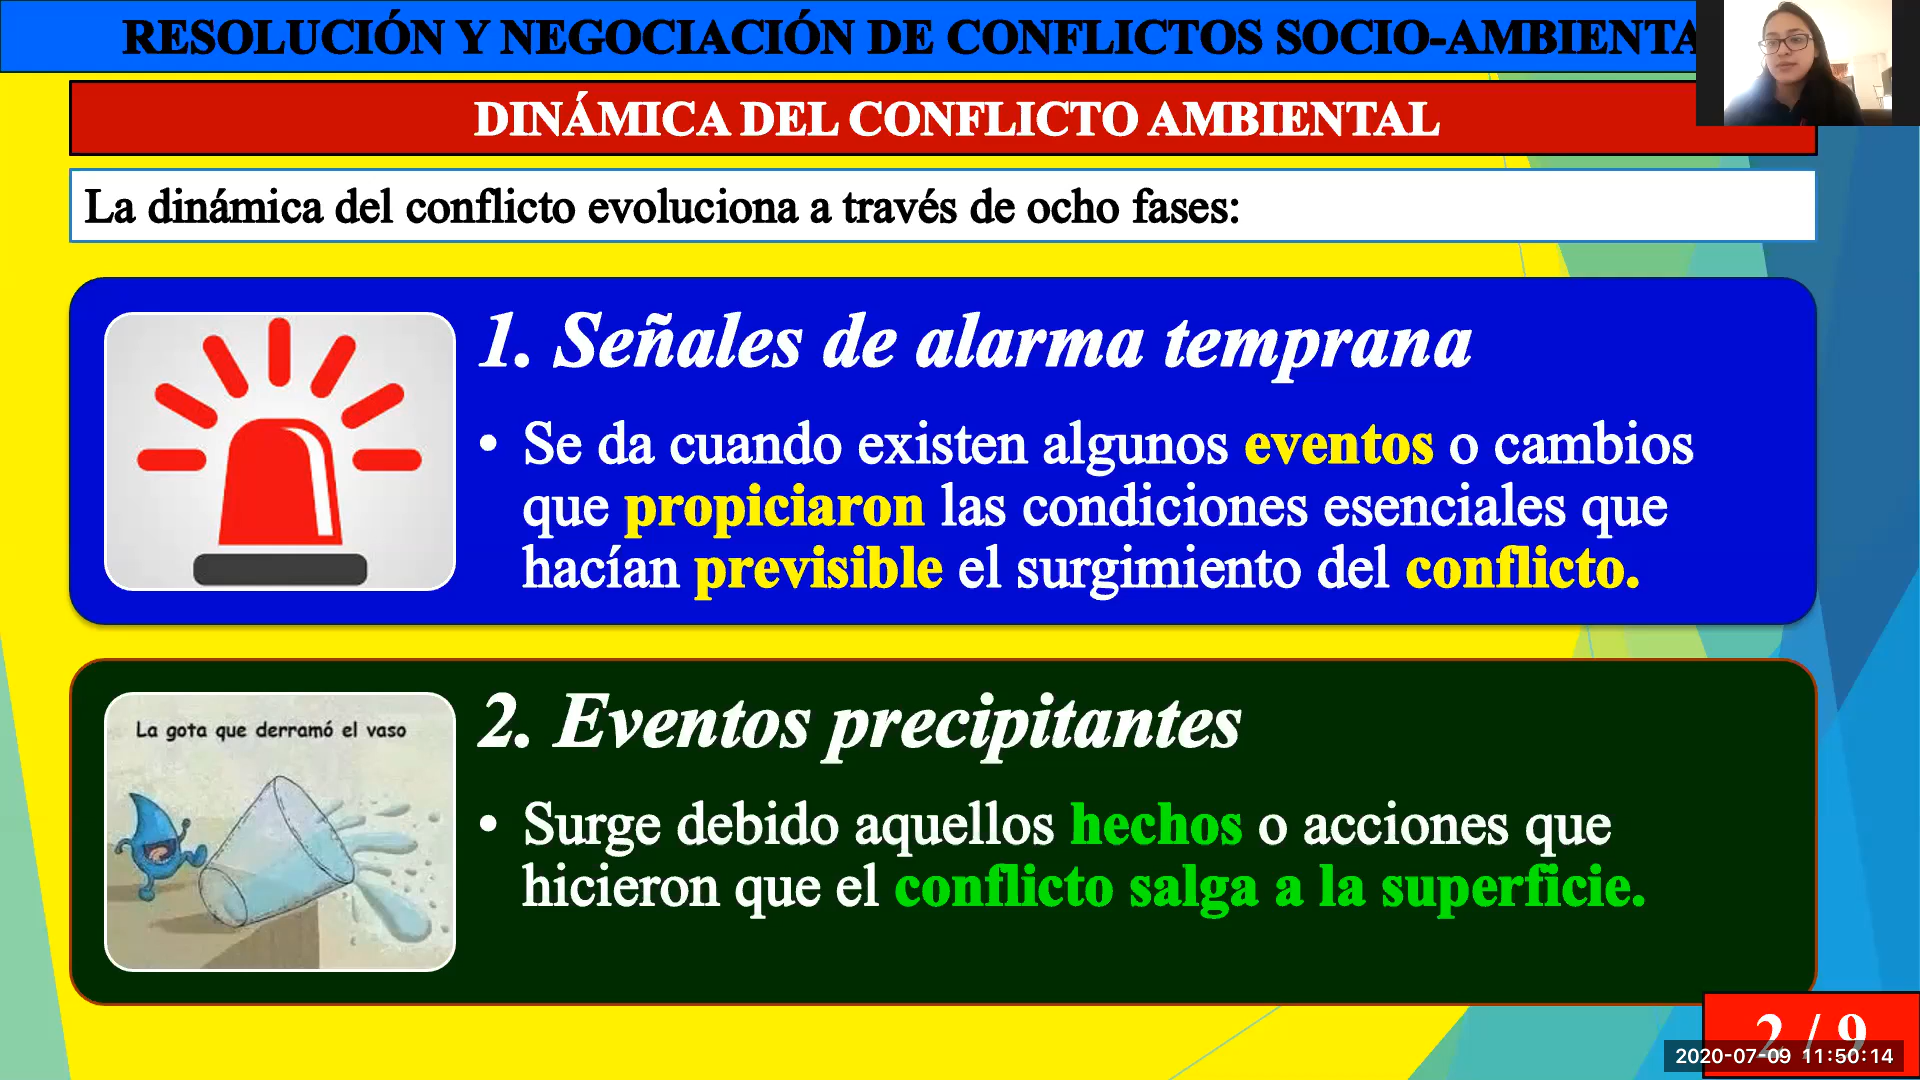 RESOLUCIÓN Y NEGOCIACIÓN DE CONFLICTOS SOCIO-AMBIENTA
DINÁMICA DEL CONFLICTO AMBIENTAL
La dinámica del conflicto evoluciona a través de ocho fases:
1. Señales de alarma temprana
• Se da cuando existen algunos eventos o cambios
que propiciaron las condiciones esenciales que
hacían previsible el surgimiento del conflicto.
La gota que derramó el vaso
2. Eventos precipitantes
• Surge debido aquellos hechos o acciones que
hicieron que el conflicto salga a la superficie.
2 / 9
2020-07-09 11:50:14